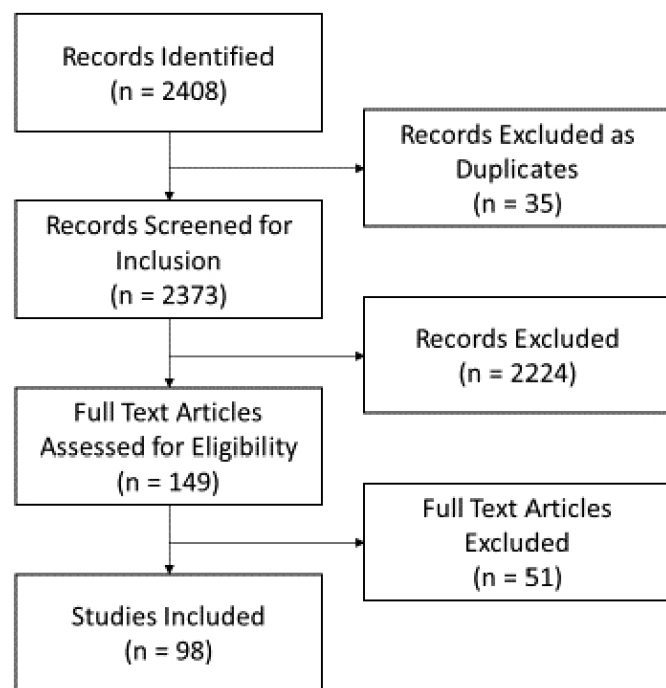 Records Identified
(n = 2408)
Records Excluded as
Duplicates
(n = 35)
Records Screened for
Inclusion
(n = 2373)
Records Excluded
(n = 2224)
Full Text Articles
Assessed for Eligibility
(n = 149)
Full Text Articles
Excluded
(n = 51)
Studies Included
(n = 98)